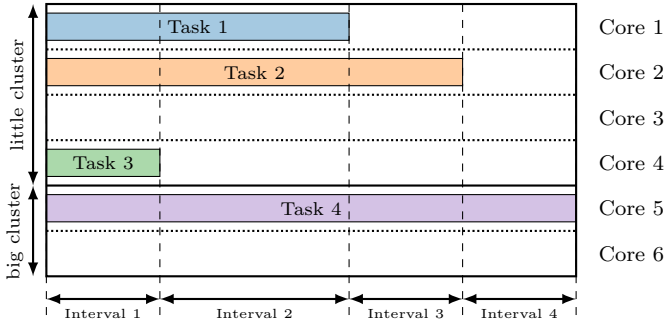 little cluster
big cluster
Task 1
Core 1
Task 2
Core 2
Core 3
Task 3
Core 4
Task 4
Core 5
Core 6
Interval 1
Interval 2
Interval 3
Interval 4